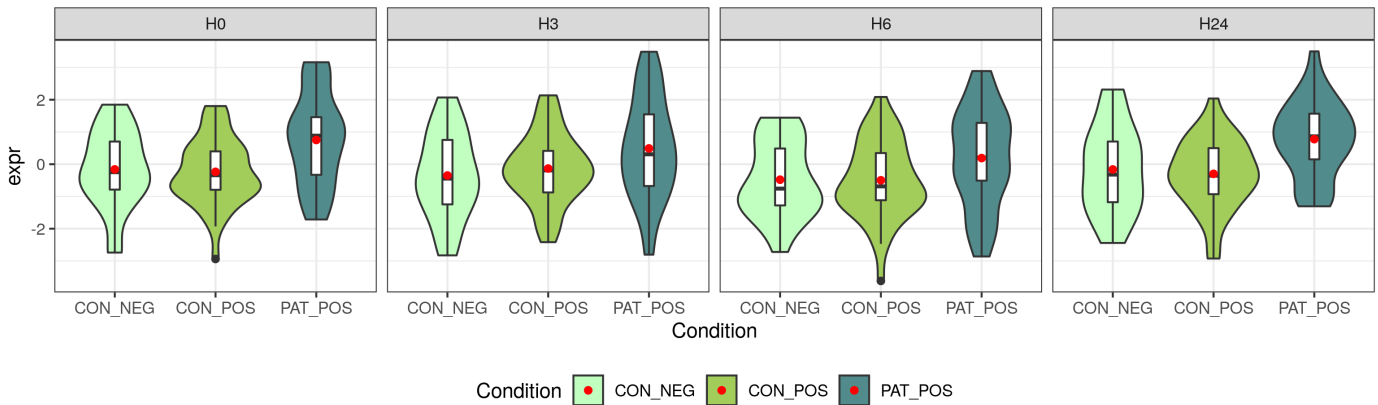 H0 H3 H6 H24
expr
2
0
-2
CON_NEG CON_POS PAT_POS CON_NEG CON_POS PAT_POS CON_NEG CON_POS PAT_POS CON_NEG CON_POS PAT_POS
Condition
Condition CON_NEG CON_POS PAT_POS